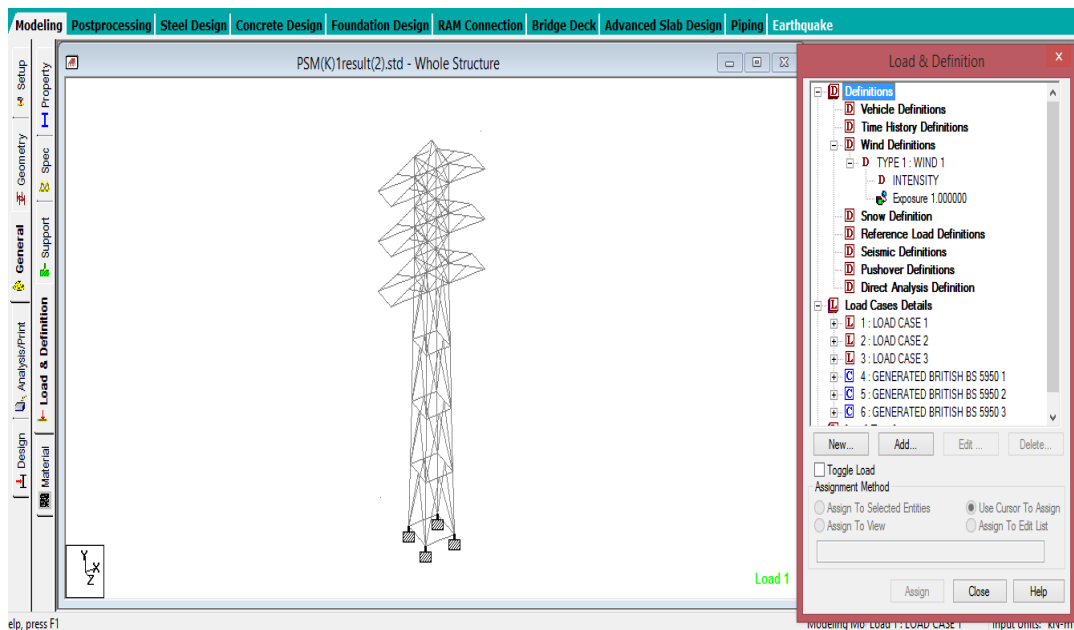 Modeling Postprocessing Steel Design Concrete Design Foundation Design RAM Connection Bridge Deck Advanced Slab Design Piping Earthquake
PSM(K)1result(2).std - Whole Structure
Setup
Geometry
General
Analysis/Print
Design
Property
Spec
Support
Load & Definition
Material
Y
X
Z
Load 1
Load & Definition
x
D Definitions
D Vehicle Definitions
D Time History Definitions
D Wind Definitions
D TYPE 1 : WIND 1
D INTENSITY
Exposure 1.000000
D Snow Definition
D Reference Load Definitions
D Seismic Definitions
D Pushover Definitions
D Direct Analysis Definition
L Load Cases Details
L 1 : LOAD CASE 1
L 2 : LOAD CASE 2
L 3 : LOAD CASE 3
C 4 : GENERATED BRITISH BS 5950 1
C 5 : GENERATED BRITISH BS 5950 2
C 6 : GENERATED BRITISH BS 5950 3
New... Add... Edit ... Delete...
Toggle Load
Assignment Method
Assign To Selected Entities Use Cursor To Assign
Assign To View Assign To Edit List
Assign Close Help
elp, press F1
Modeling Mo Load 1 : LOAD CASE 1 Input Units: kN-m